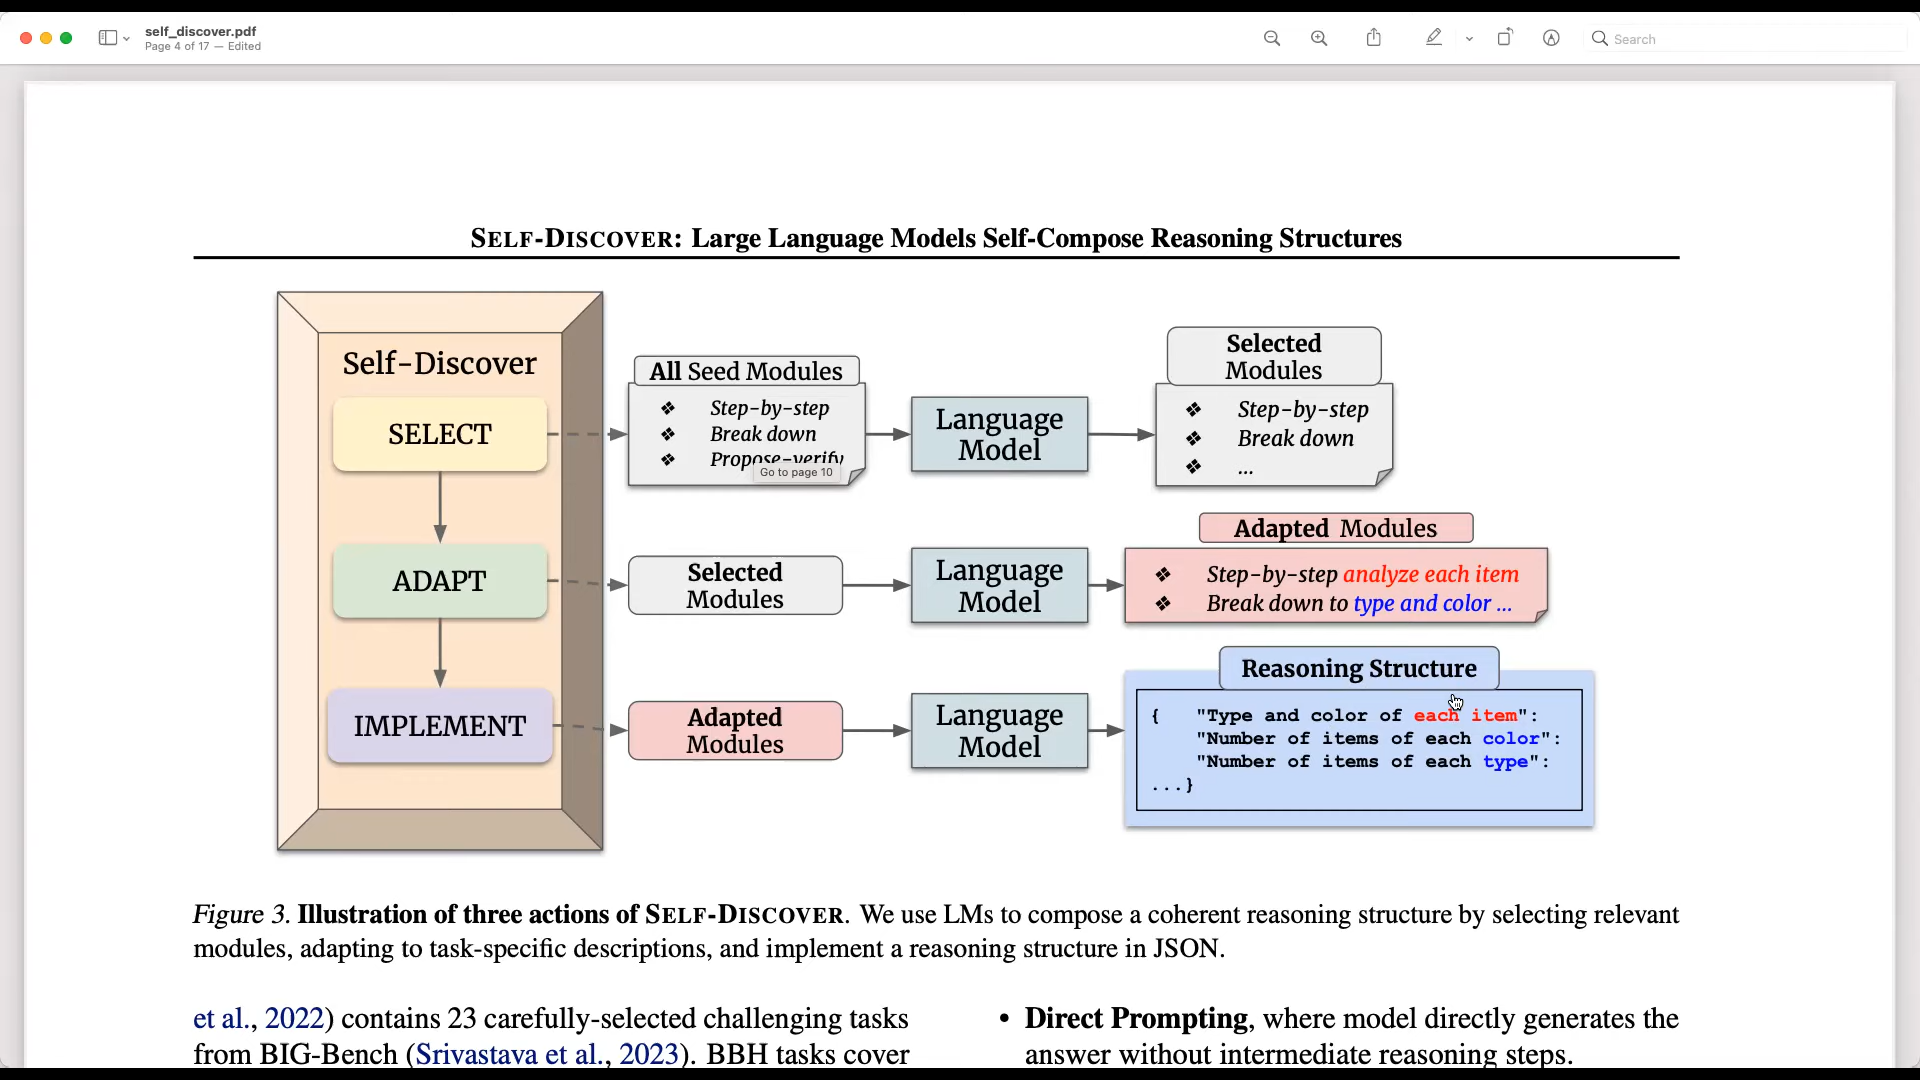 self_discover.pdf
Page 4 of 17 — Edited
Search
SELF-DISCOVER: Large Language Models Self-Compose Reasoning Structures
Self-Discover
SELECT
ADAPT
IMPLEMENT
All Seed Modules
❖ Step-by-step
❖ Break down
❖ Propose-verify
Go to page 10
Language
Model
Selected
Modules
❖ Step-by-step
❖ Break down
❖ ...
Selected
Modules
Language
Model
Adapted Modules
❖ Step-by-step analyze each item
❖ Break down to type and color ...
Adapted
Modules
Language
Model
Reasoning Structure
{ "Type and color of each item":
"Number of items of each color":
"Number of items of each type":
...}
Figure 3. Illustration of three actions of SELF-DISCOVER. We use LMs to compose a coherent reasoning structure by selecting relevant
modules, adapting to task-specific descriptions, and implement a reasoning structure in JSON.
et al., 2022) contains 23 carefully-selected challenging tasks
from BIG-Bench (Srivastava et al., 2023). BBH tasks cover
• Direct Prompting, where model directly generates the
answer without intermediate reasoning steps.